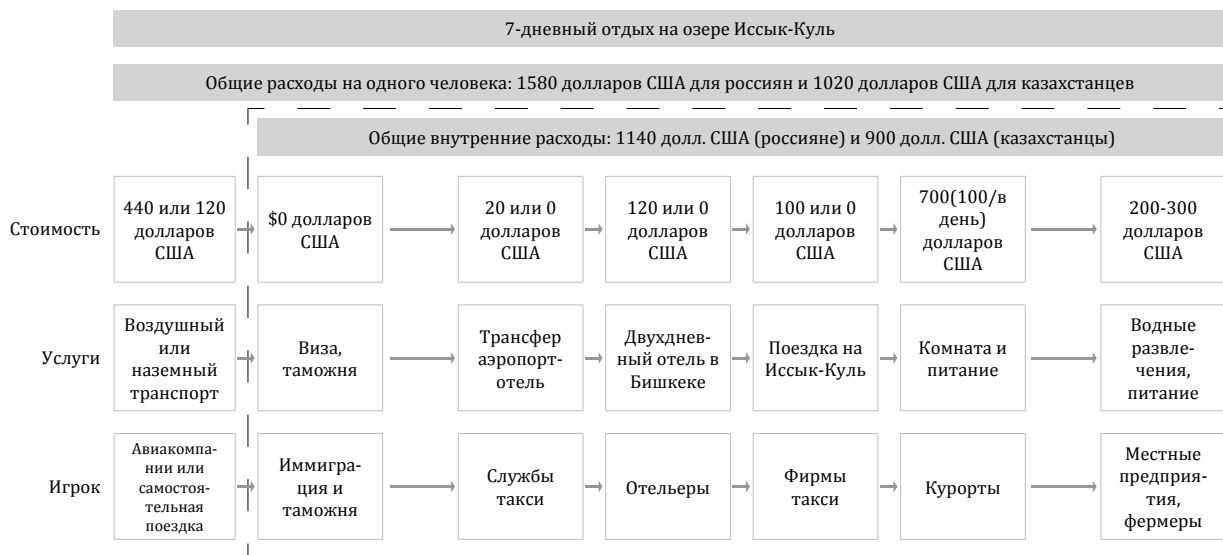 7-дневный отдых на озере Иссык-Куль
Общие расходы на одного человека: 1580 долларов США для россиян и 1020 долларов США для казахстанцев
Общие внутренние расходы: 1140 долл. США (россияне) и 900 долл. США (казахстанцы)
Стоимость
440 или 120
долларов
США
$0 долларов
США
20 или 0
долларов
США
120 или 0
долларов
США
100 или 0
долларов
США
700(100/в
день)
долларов
США
200-300
долларов
США
Услуги
Воздушный
или
наземный
транспорт
Виза,
таможня
Трансфер
аэропорт-
отель
Двухднев-
ный отель в
Бишкеке
Поездка на
Иссык-Куль
Комната и
питание
Водные
развле-
чения,
питание
Игрок
Авиакомпа-
нии или
самостоя-
тельная
поездка
Иммигра-
ция и
таможня
Службы
такси
Отельеры
Фирмы
такси
Курорты
Местные
предприя-
тия,
фермеры